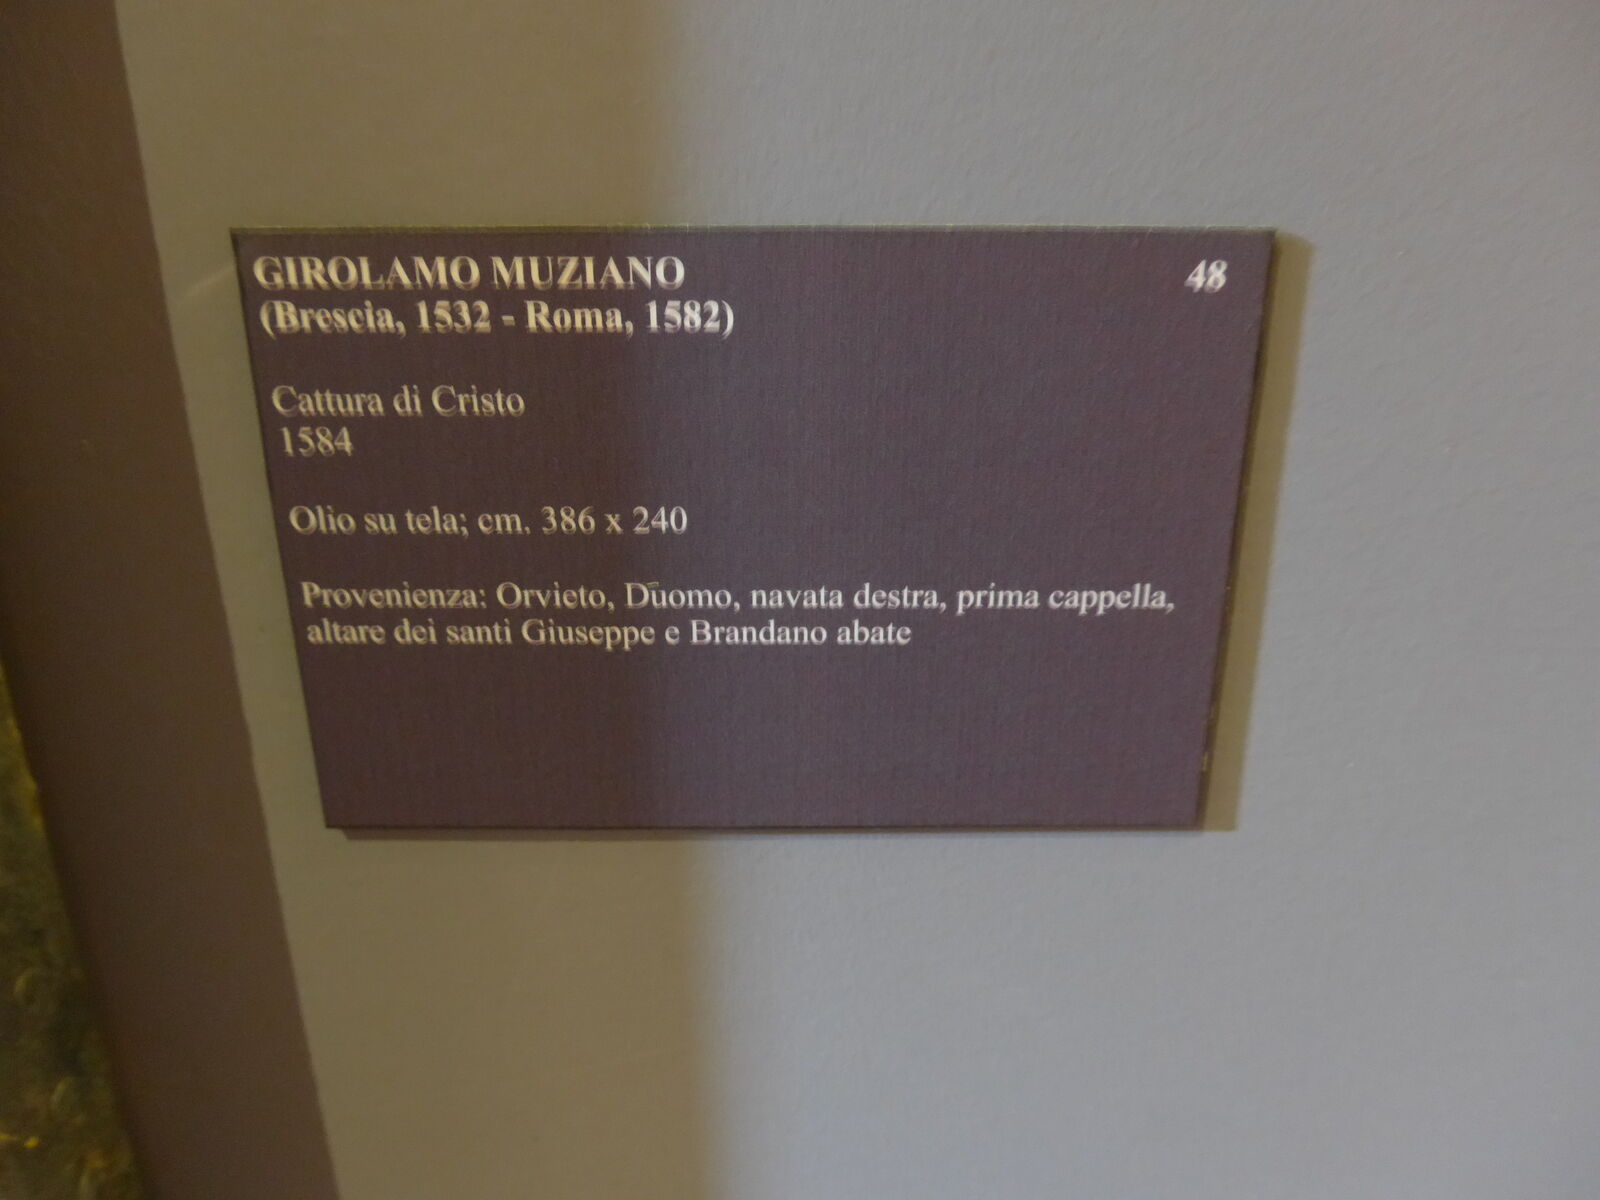 GIROLAMO MUZIANO 48
(Brescia, 1532 - Roma, 1582)
Cattura di Cristo
1584
Olio su tela; cm. 386 x 240
Provenienza: Orvieto, Duomo, navata destra, prima cappella,
altare dei santi Giuseppe e Brandano abate